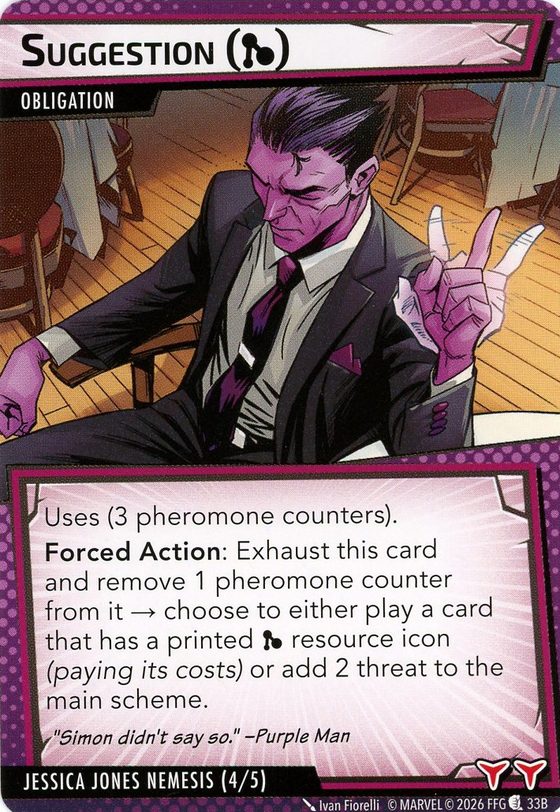 SUGGESTION ( )
OBLIGATION
Uses (3 pheromone counters).
Forced Action: Exhaust this card
and remove 1 pheromone counter
from it → choose to either play a card
that has a printed resource icon
(paying its costs) or add 2 threat to the
main scheme.
"Simon didn't say so." –Purple Man
JESSICA JONES NEMESIS (4/5)
Ivan Fiorelli © MARVEL © 2026 FFG 33B